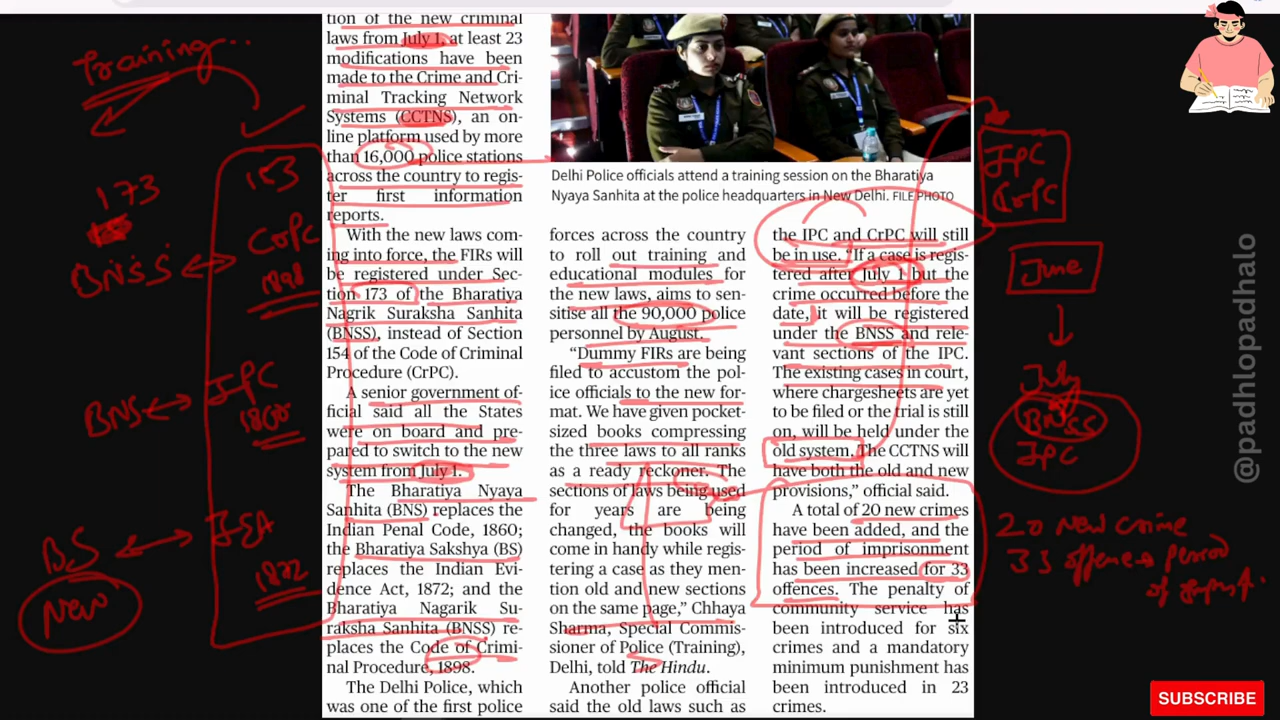 Training..
173
BNSS
BNS
BS
New
153
CrPC
1898
IPC
1860
ISA
1872
tion of the new criminal
laws from July 1, at least 23
modifications have been
made to the Crime and Cri-
minal Tracking Network
Systems (CCTNS), an on-
line platform used by more
than 16,000 police stations
across the country to regis-
ter first information
reports.
With the new laws com-
ing into force, the FIRs will
be registered under Sec-
tion 173 of the Bharatiya
Nagrik Suraksha Sanhita
(BNSS), instead of Section
154 of the Code of Criminal
Procedure (CrPC).
A senior government of-
ficial said all the States
were on board and pre-
pared to switch to the new
system from July 1.
The Bharatiya Nyaya
Sanhita (BNS) replaces the
Indian Penal Code, 1860;
the Bharatiya Sakshya (BS)
replaces the Indian Evi-
dence Act, 1872; and the
Bharatiya Nagarik Su-
raksha Sanhita (BNSS) re-
places the Code of Crimi-
nal Procedure, 1898.
The Delhi Police, which
was one of the first police
Delhi Police officials attend a training session on the Bharatiya
Nyaya Sanhita at the police headquarters in New Delhi. FILE PHOTO
forces across the country
to roll out training and
educational modules for
the new laws, aims to sen-
sitise all the 90,000 police
personnel by August.
“Dummy FIRs are being
filed to accustom the pol-
ice officials to the new for-
mat. We have given pocket-
sized books compressing
the three laws to all ranks
as a ready reckoner. The
sections of laws being used
for years are being
changed, the books will
come in handy while regis-
tering a case as they men-
tion old and new sections
on the same page,” Chhaya
Sharma, Special Commis-
sioner of Police (Training),
Delhi, told The Hindu.
Another police official
said the old laws such as
the IPC and CrPC will still
be in use. “If a case is regis-
tered after July 1 but the
crime occurred before the
date, it will be registered
under the BNSS and rele-
vant sections of the IPC.
The existing cases in court,
where chargesheets are yet
to be filed or the trial is still
on, will be held under the
old system. The CCTNS will
have both the old and new
provisions,” official said.
A total of 20 new crimes
have been added, and the
period of imprisonment
has been increased for 33
offences. The penalty of
community service has
been introduced for six
crimes and a mandatory
minimum punishment has
been introduced in 23
crimes.
IPC
CrPC
June
July
BNSS
IPC
20 New crime
33 offences period
of
@padhlopadhalo
SUBSCRIBE